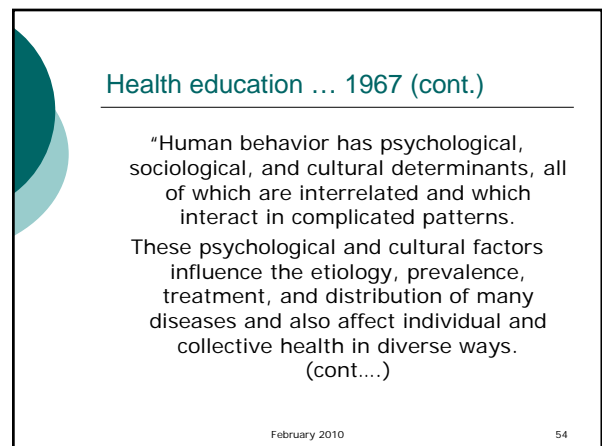 Health education … 1967 (cont.)
“Human behavior has psychological,
sociological, and cultural determinants, all
of which are interrelated and which
interact in complicated patterns.
These psychological and cultural factors
influence the etiology, prevalence,
treatment, and distribution of many
diseases and also affect individual and
collective health in diverse ways.
(cont.…)
February 2010 54